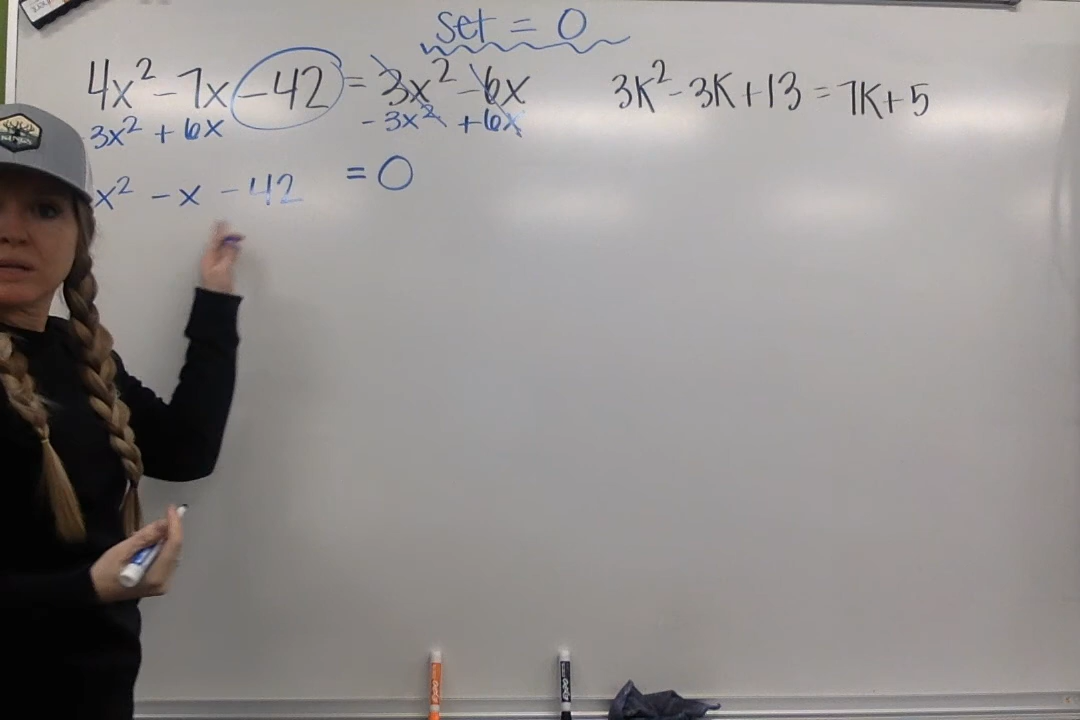 set = 0
4x² - 7x - 42 = 3x² - 6x
3x² + 6x - 3x² + 6x
x² - x - 42 = 0
3K² - 3K + 13 = 7K + 5